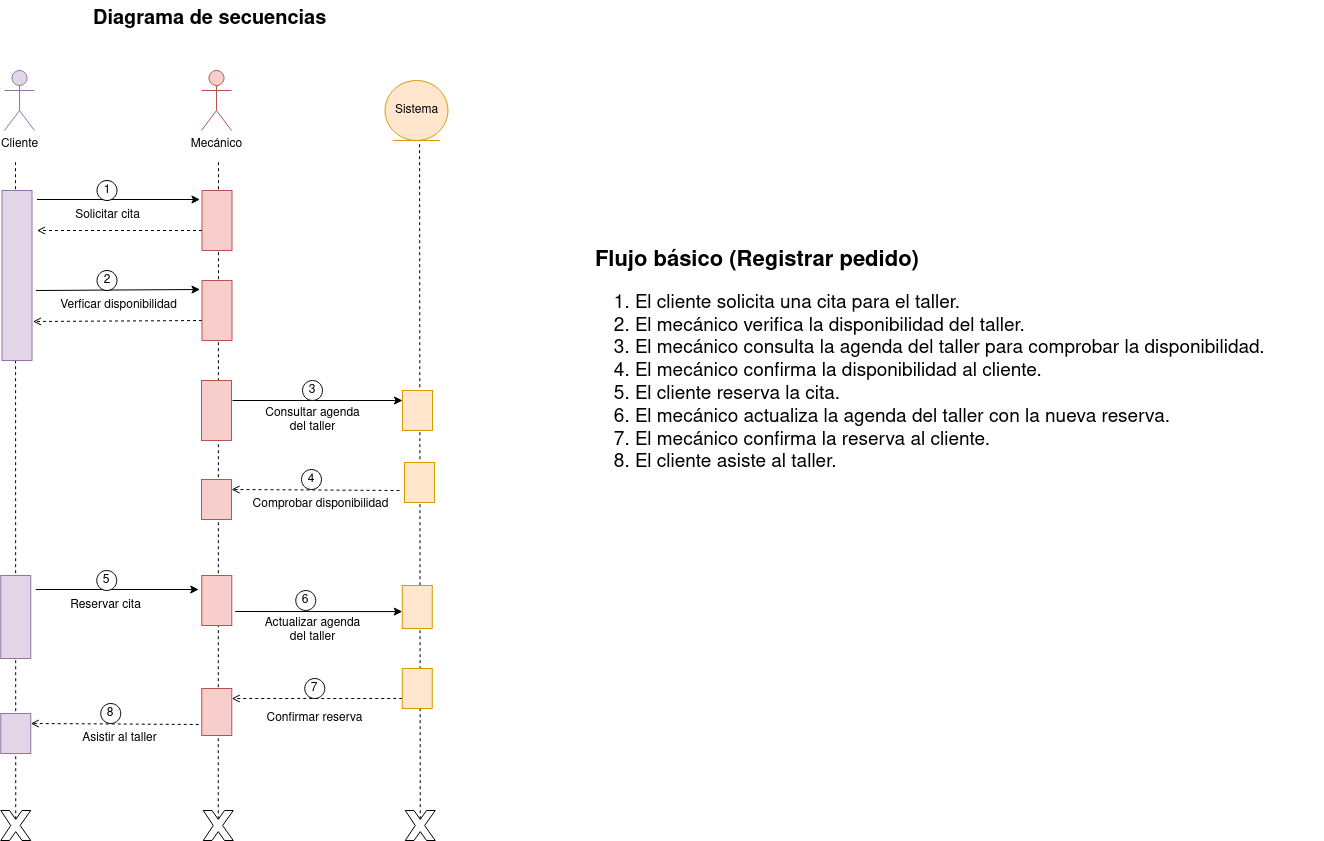 Diagrama de secuencias
Cliente
Mecánico
Sistema
1
Solicitar cita
2
Verficar disponibilidad
3
Consultar agenda
del taller
4
Comprobar disponibilidad
5
Reservar cita
6
Actualizar agenda
del taller
7
Confirmar reserva
8
Asistir al taller
X X X
Flujo básico (Registrar pedido)
1. El cliente solicita una cita para el taller.
2. El mecánico verifica la disponibilidad del taller.
3. El mecánico consulta la agenda del taller para comprobar la disponibilidad.
4. El mecánico confirma la disponibilidad al cliente.
5. El cliente reserva la cita.
6. El mecánico actualiza la agenda del taller con la nueva reserva.
7. El mecánico confirma la reserva al cliente.
8. El cliente asiste al taller.